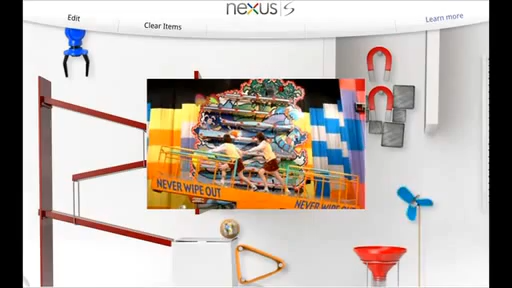 nexus S
Edit
Clear Items
Learn more
NEVER WIPE OUT
NEVER WIPE OUT